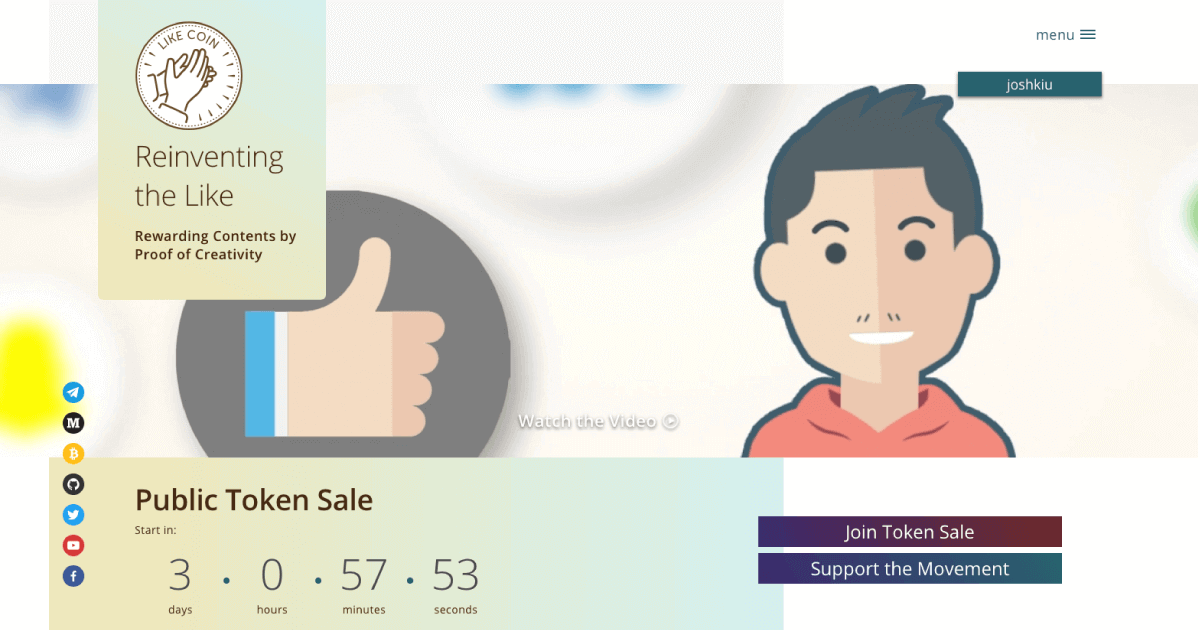 LIKE COIN
menu
joshkiu
Reinventing
the Like
Rewarding Contents by
Proof of Creativity
Watch the Video
Public Token Sale
Start in:
3 0 57 53
days hours minutes seconds
Join Token Sale
Support the Movement